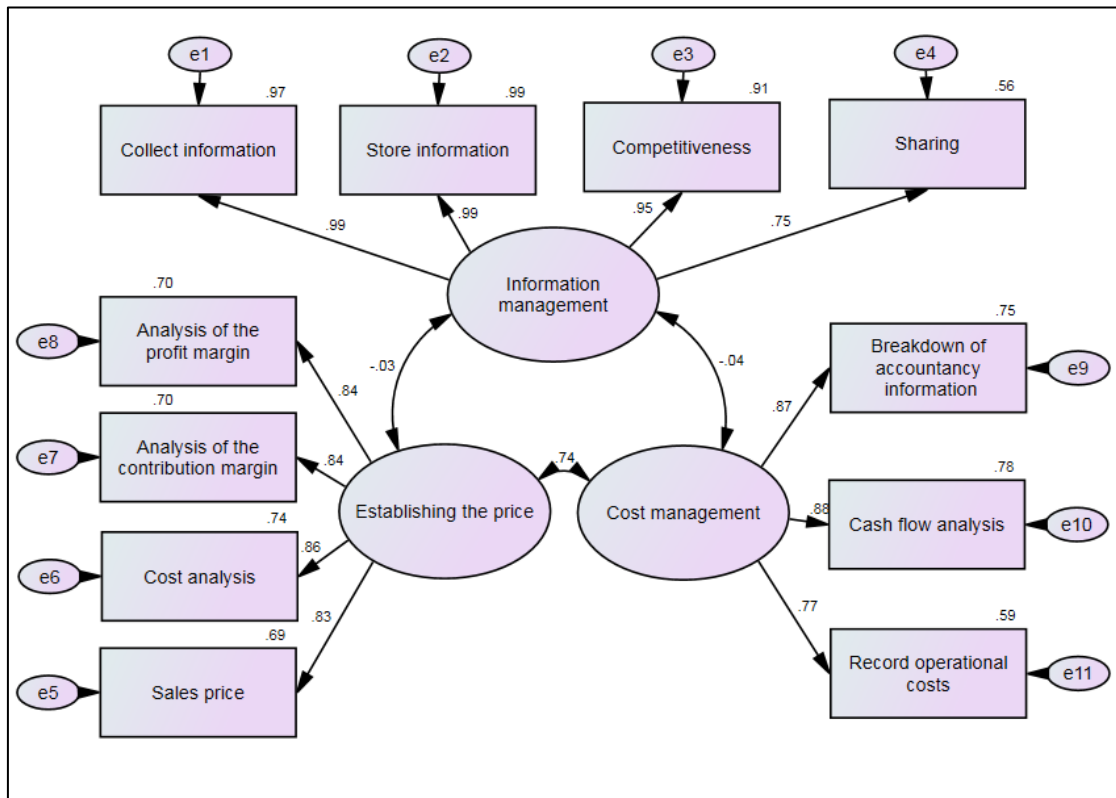 e1
e2
e3
e4
.97
.99
.91
.56
Collect information
Store information
Competitiveness
Sharing
.99
.99
.95
.75
Information
management
.70
e8
Analysis of the
profit margin
-.03
-.04
.75
Breakdown of
accountancy
information
e9
.84
.87
.70
e7
Analysis of the
contribution margin
.84
.74
Establishing the price
Cost management
.78
.88
Cash flow analysis
e10
.74
.86
e6
Cost analysis
.83
.77
.69
e5
Sales price
.59
Record operational
costs
e11